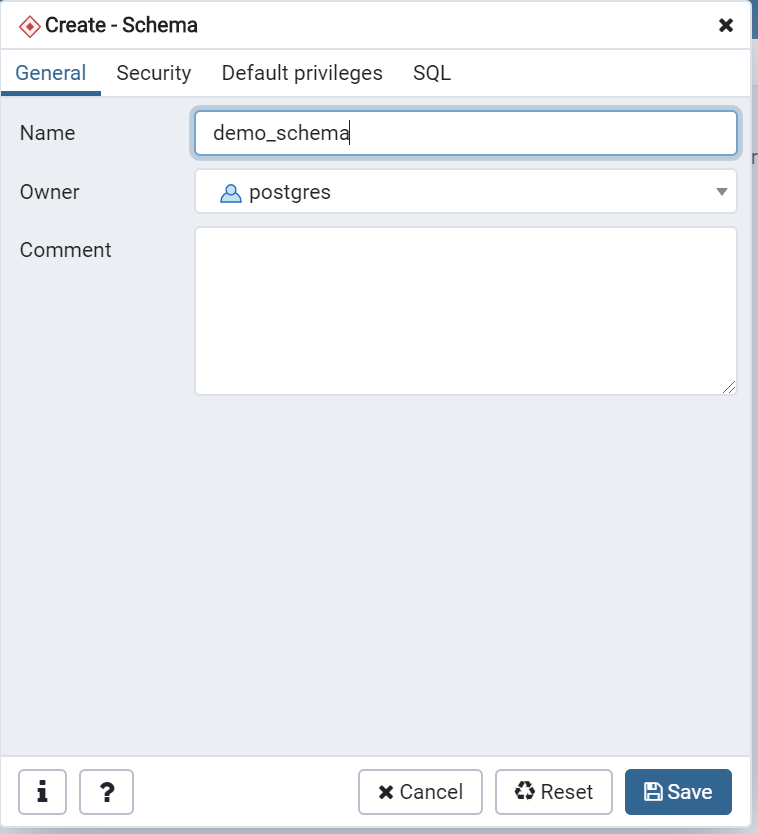 Create - Schema
General Security Default privileges SQL
Name demo_schema
Owner postgres
Comment
i ? Cancel Reset Save